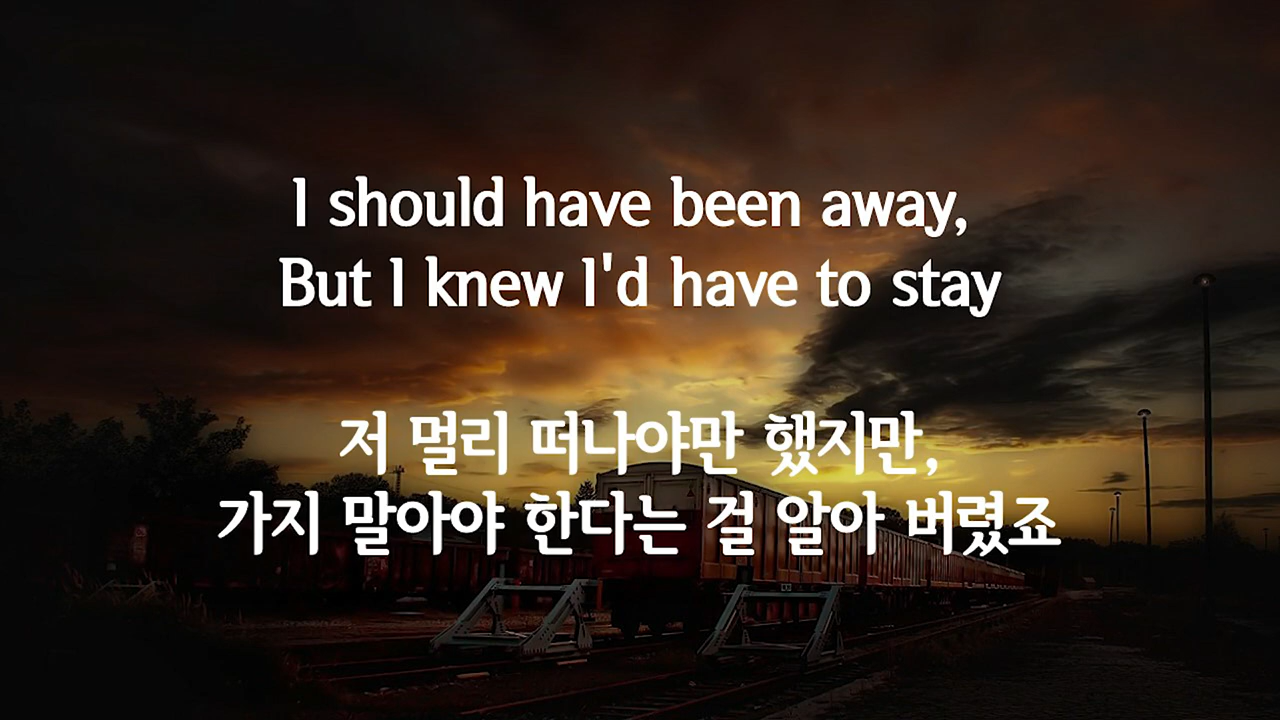 I should have been away,
But I knew I'd have to stay
저 멀리 떠나야만 했지만,
가지 말아야 한다는 걸 알아 버렸죠